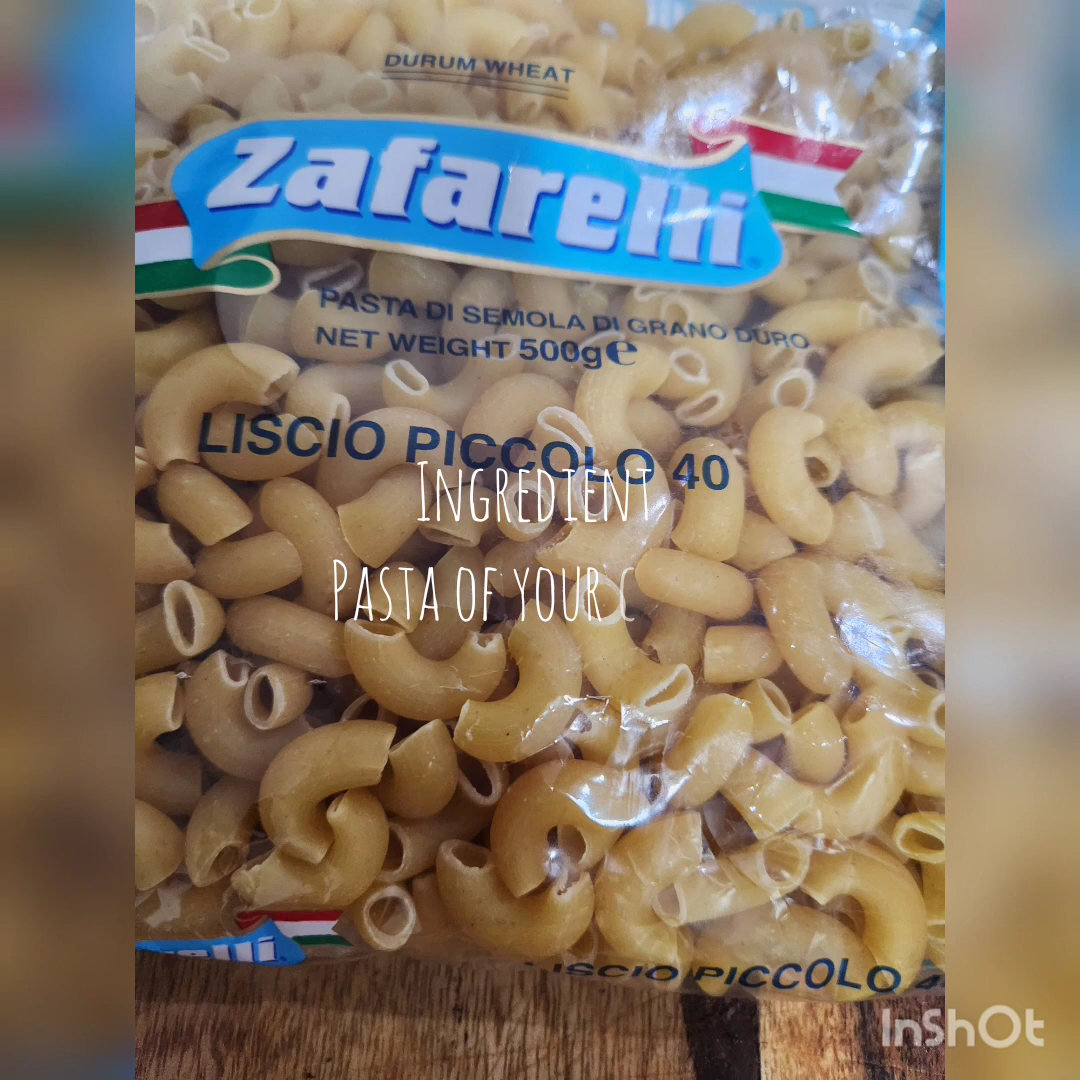 DURUM WHEAT
Zafarelli
PASTA DI SEMOLA DI GRANO DURO
NET WEIGHT 500g e
LISCIO PICCOLO 40
Ingredient
Pasta of your c
LISCIO PICCOLO
InShOt